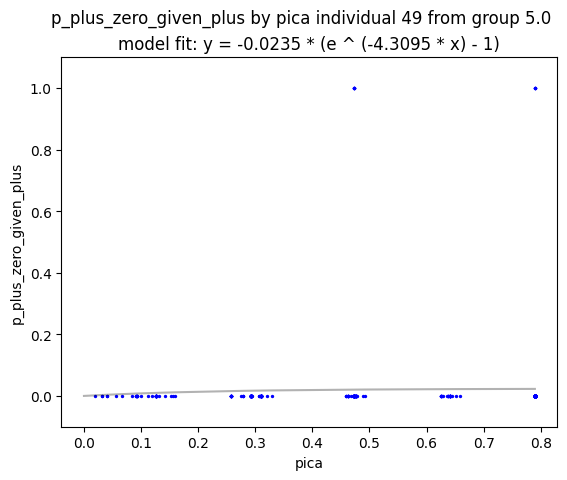 p_plus_zero_given_plus by pica individual 49 from group 5.0
model fit: y = -0.0235 * (e ^ (-4.3095 * x) - 1)
1.0
0.8
0.6
0.4
0.2
0.0
p_plus_zero_given_plus
0.0 0.1 0.2 0.3 0.4 0.5 0.6 0.7 0.8
pica